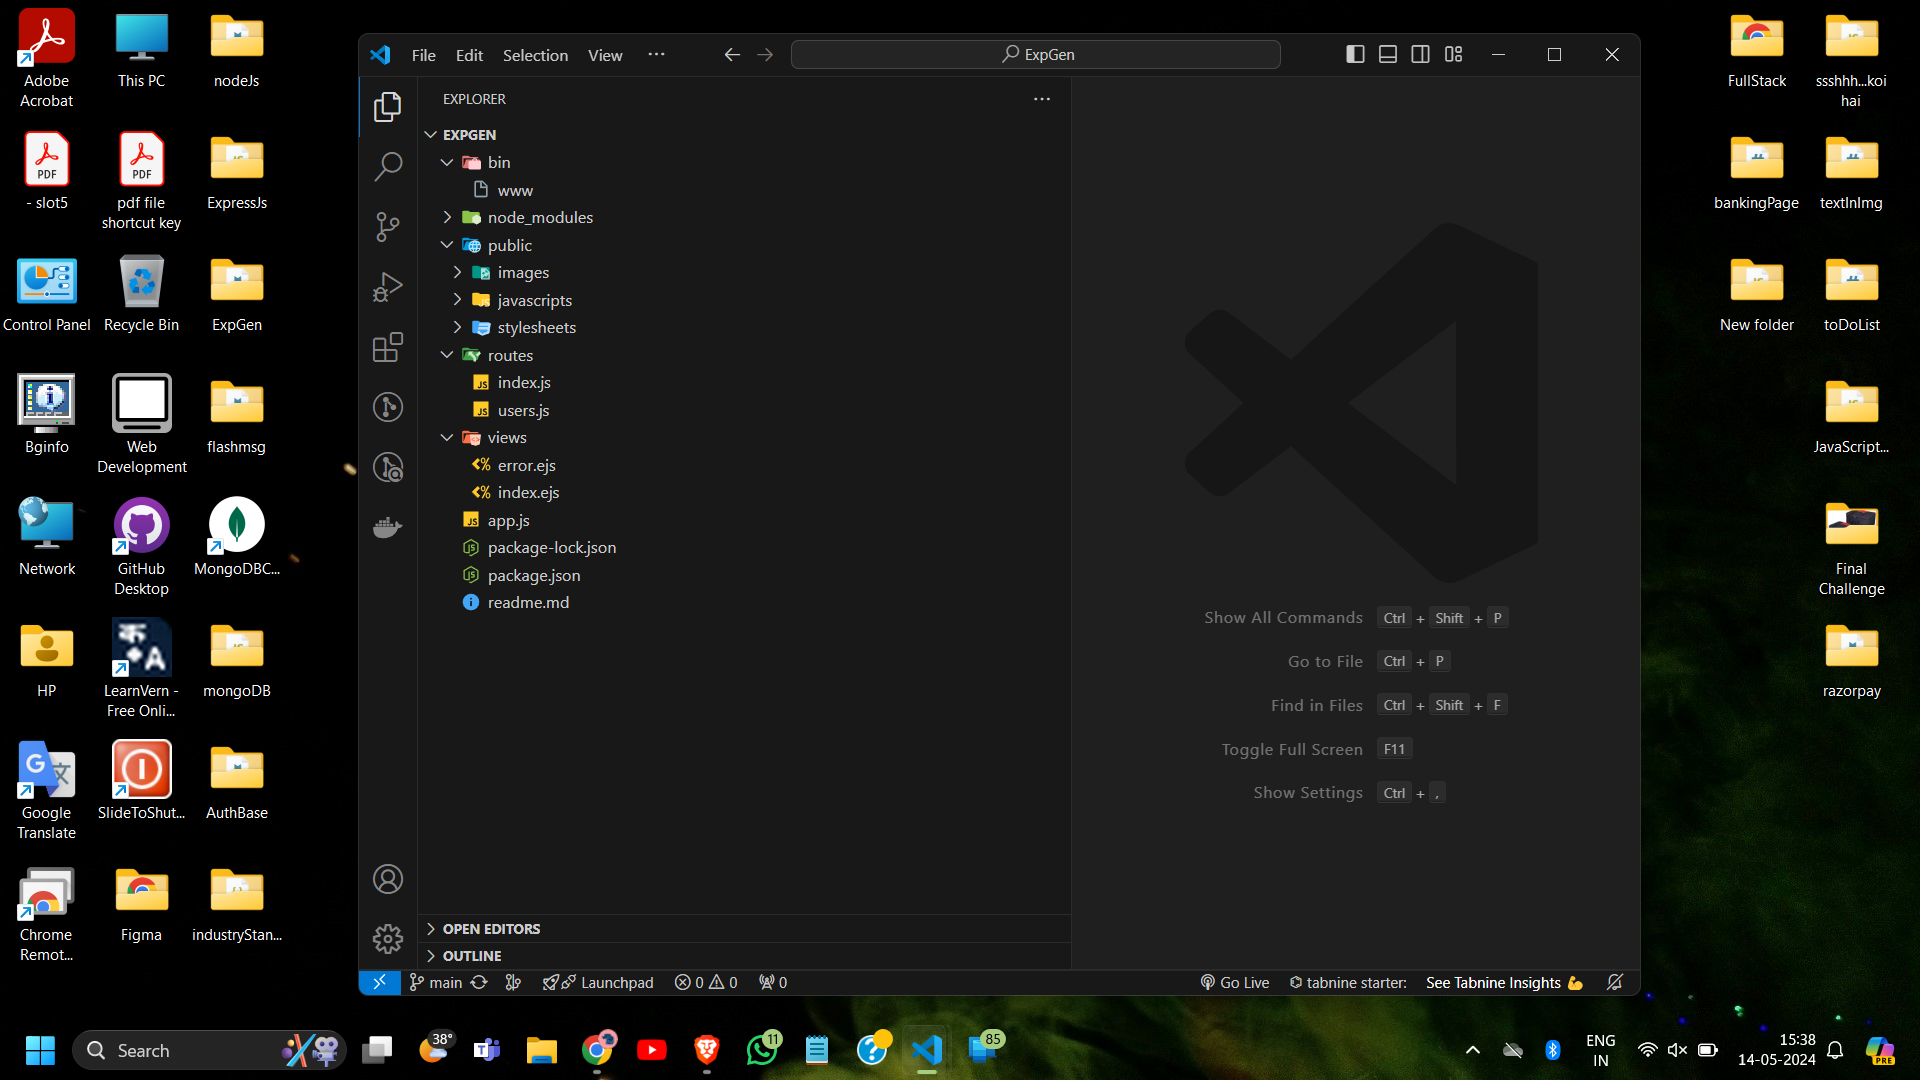 Adobe
Acrobat
This PC
nodeJs
- slot5
pdf file
shortcut key
ExpressJs
Control Panel
Recycle Bin
ExpGen
Bginfo
Web
Development
flashmsg
Network
GitHub
Desktop
MongoDBC...
HP
LearnVern -
Free Onli...
mongoDB
Google
Translate
SlideToShut...
AuthBase
Chrome
Remot...
Figma
industryStan...
File Edit Selection View ··· ExpGen
EXPLORER
EXPGEN
bin
www
node_modules
public
images
javascripts
stylesheets
routes
index.js
users.js
views
error.ejs
index.ejs
app.js
package-lock.json
package.json
readme.md
OPEN EDITORS
OUTLINE
Show All Commands Ctrl + Shift + P
Go to File Ctrl + P
Find in Files Ctrl + Shift + F
Toggle Full Screen F11
Show Settings Ctrl + ,
main Launchpad 0 0 0 Go Live tabnine starter: See Tabnine Insights 💪
FullStack
ssshhh...koi
hai
bankingPage
textInImg
New folder
toDoList
JavaScript...
Final
Challenge
razorpay
Search
38°
11
85
ENG
IN
15:38
14-05-2024
PRE
PDF
PDF